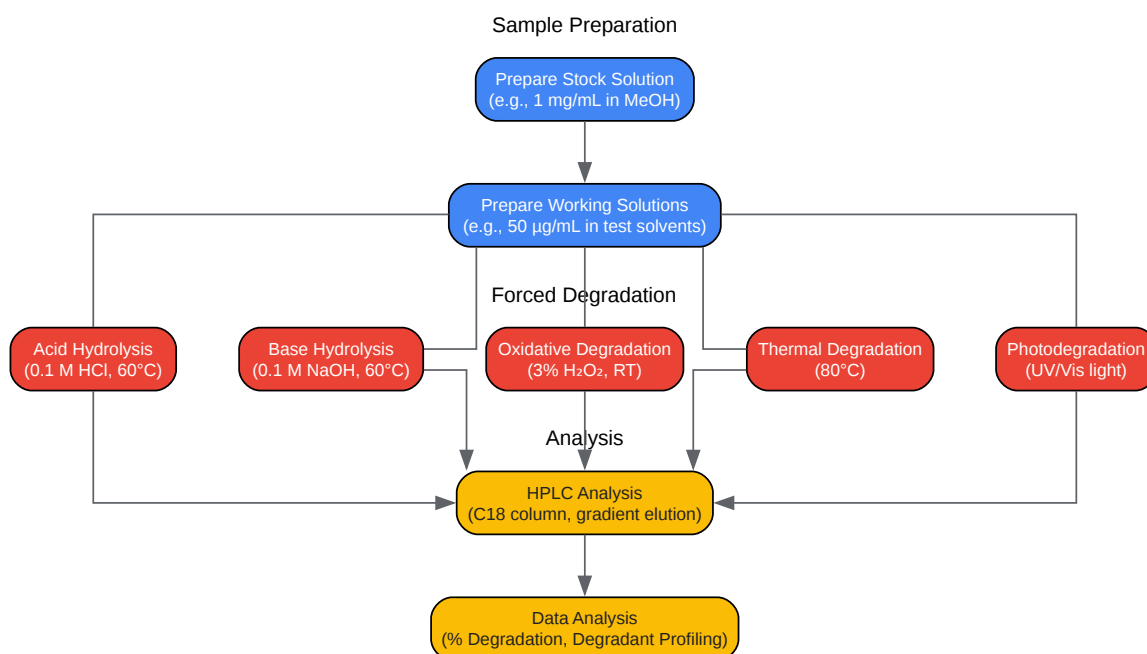 Sample Preparation
Prepare Stock Solution
(e.g., 1 mg/mL in MeOH)
Prepare Working Solutions
(e.g., 50 µg/mL in test solvents)
Forced Degradation
Acid Hydrolysis
(0.1 M HCl, 60°C)
Base Hydrolysis
(0.1 M NaOH, 60°C)
Oxidative Degradation
(3% H₂O₂, RT)
Thermal Degradation
(80°C)
Photodegradation
(UV/Vis light)
Analysis
HPLC Analysis
(C18 column, gradient elution)
Data Analysis
(% Degradation, Degradant Profiling)